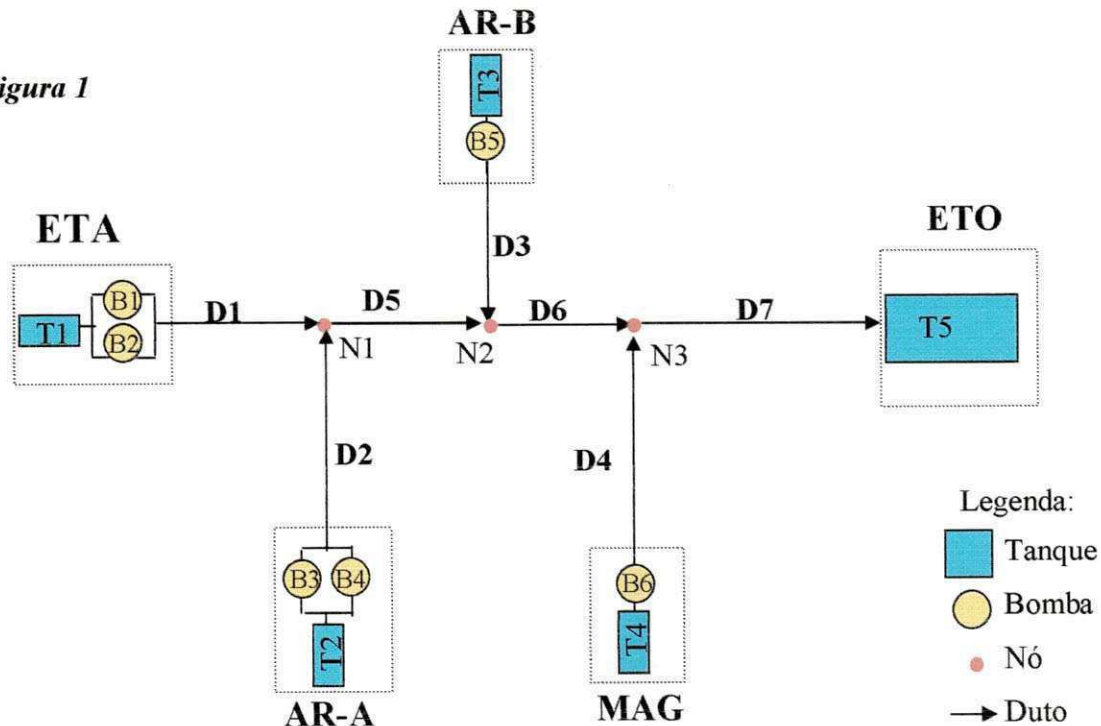 AR-B
igura 1
T3
B5
ETA
ETO
D3
B1
D1
D5
D6
D7
T1
T5
B2
N1
N2
N3
D2
D4
Legenda:
Tanque
B3
B4
B6
Bomba
T2
T4
Nó
AR-A
MAG
Duto